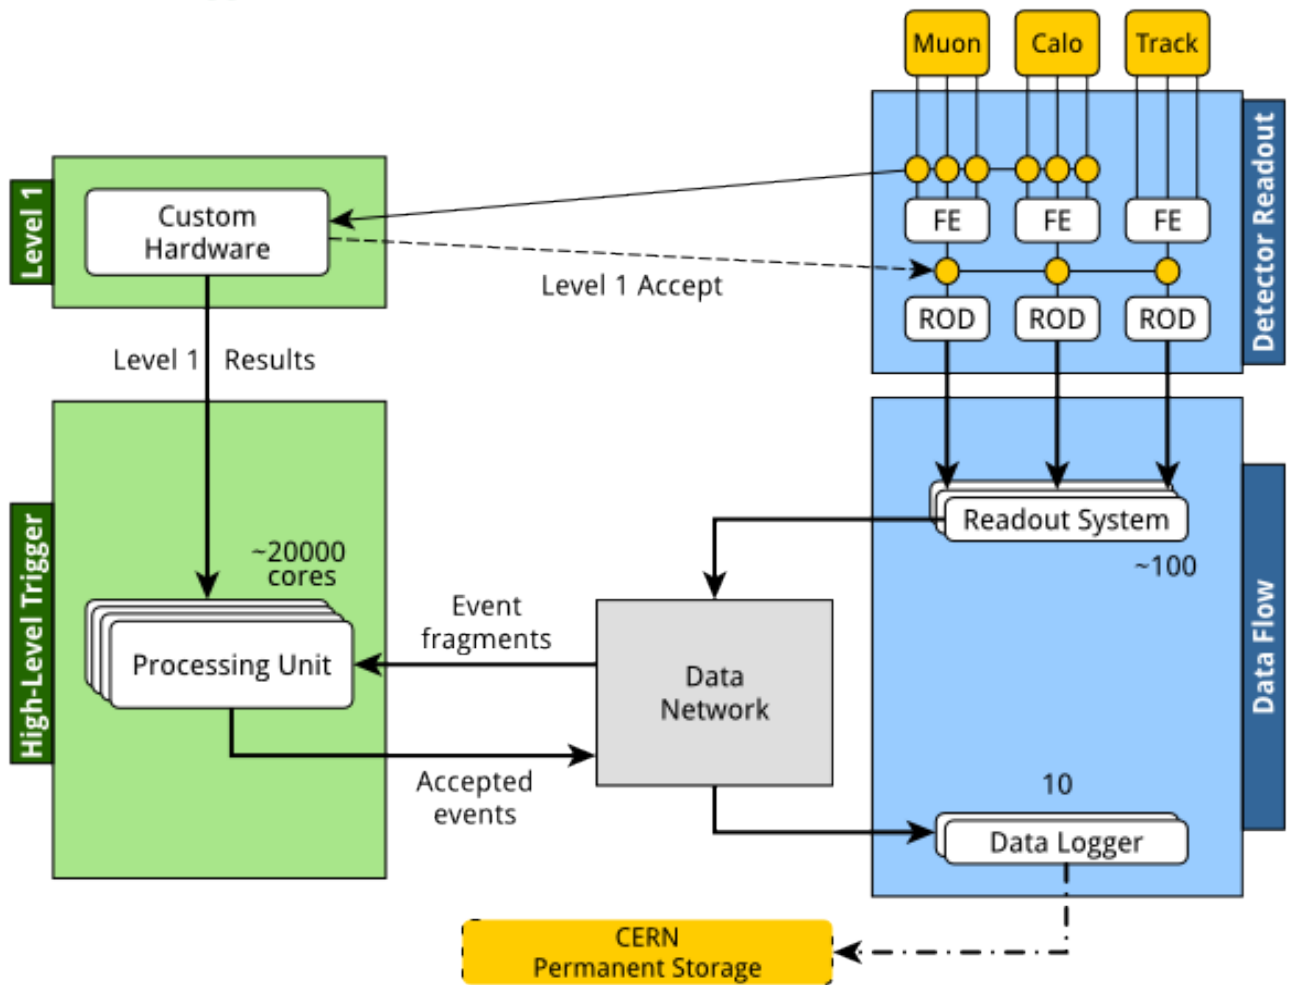 Muon
Calo
Track
Level 1
Custom
Hardware
FE
FE
FE
Detector Readout
Level 1 Accept
ROD
ROD
ROD
Level 1 Results
High-Level Trigger
~20000
cores
Readout System
~100
Event
fragments
Processing Unit
Data
Network
Data Flow
Accepted
events
10
Data Logger
CERN
Permanent Storage